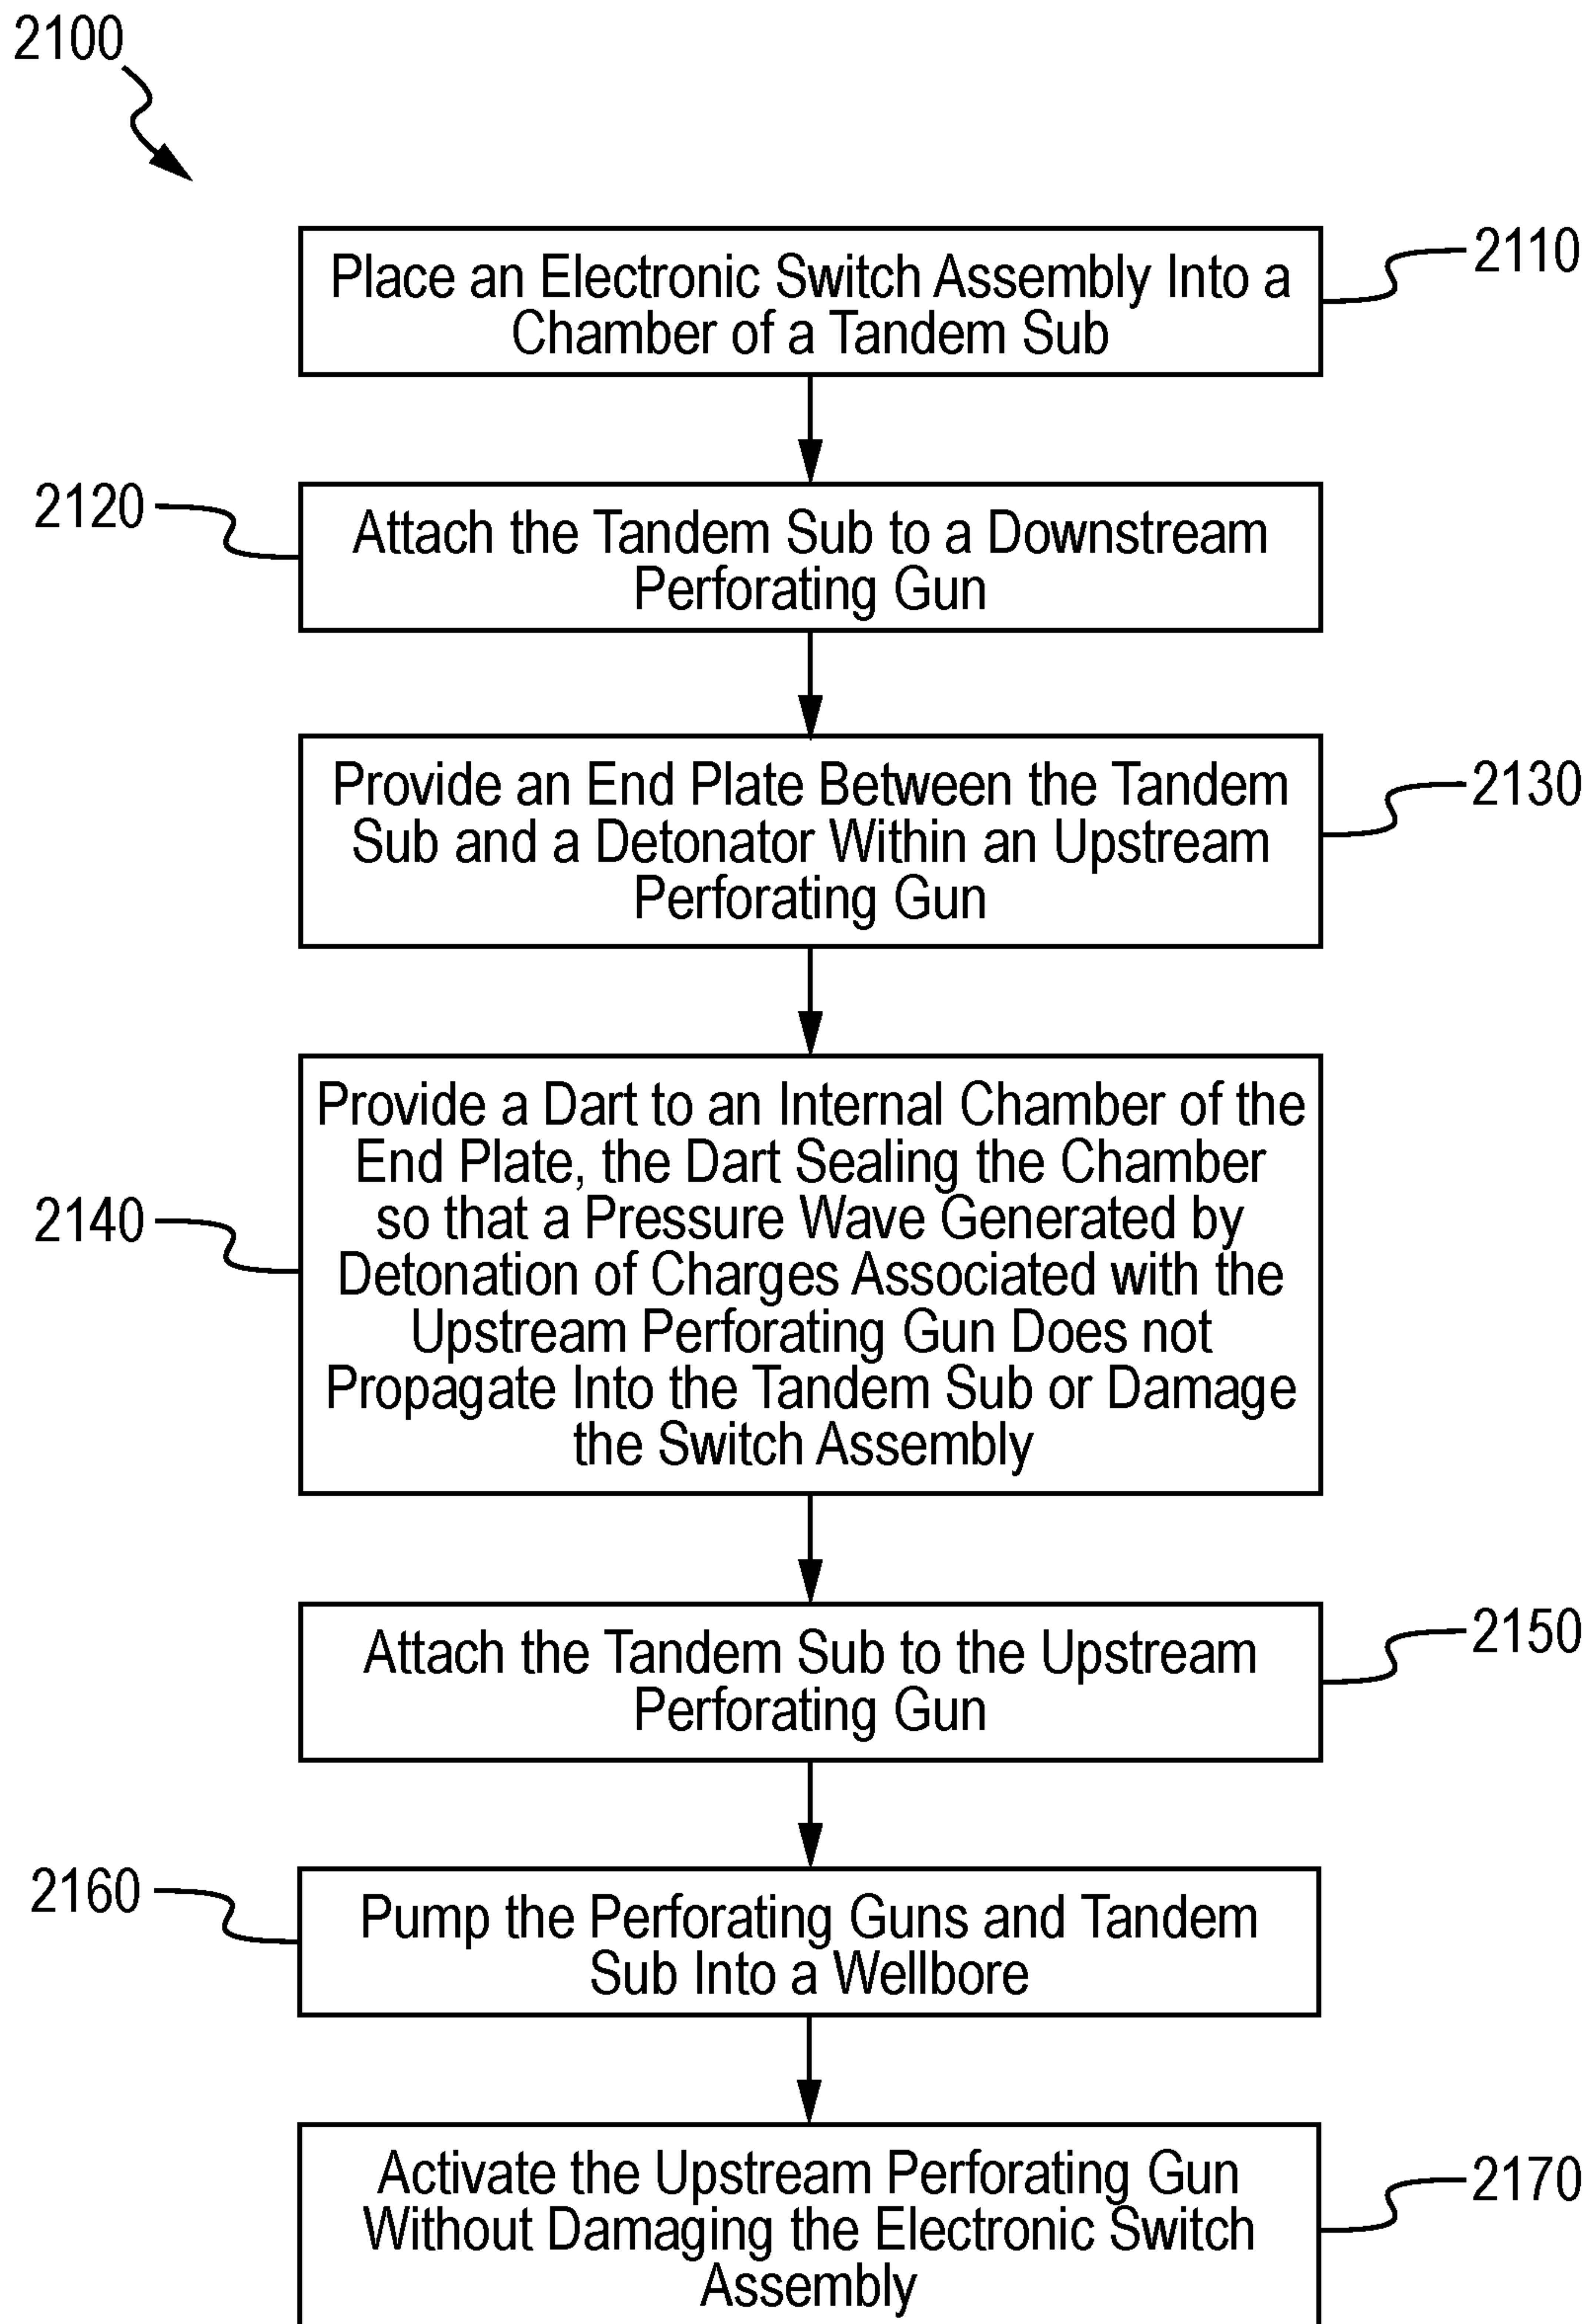 2100
Place an Electronic Switch Assembly Into a
Chamber of a Tandem Sub
2110
2120
Attach the Tandem Sub to a Downstream
Perforating Gun
Provide an End Plate Between the Tandem
Sub and a Detonator Within an Upstream
Perforating Gun
2130
2140
Provide a Dart to an Internal Chamber of the
End Plate, the Dart Sealing the Chamber
so that a Pressure Wave Generated by
Detonation of Charges Associated with the
Upstream Perforating Gun Does not
Propagate Into the Tandem Sub or Damage
the Switch Assembly
Attach the Tandem Sub to the Upstream
Perforating Gun
2150
2160
Pump the Perforating Guns and Tandem
Sub Into a Wellbore
Activate the Upstream Perforating Gun
Without Damaging the Electronic Switch
Assembly
2170